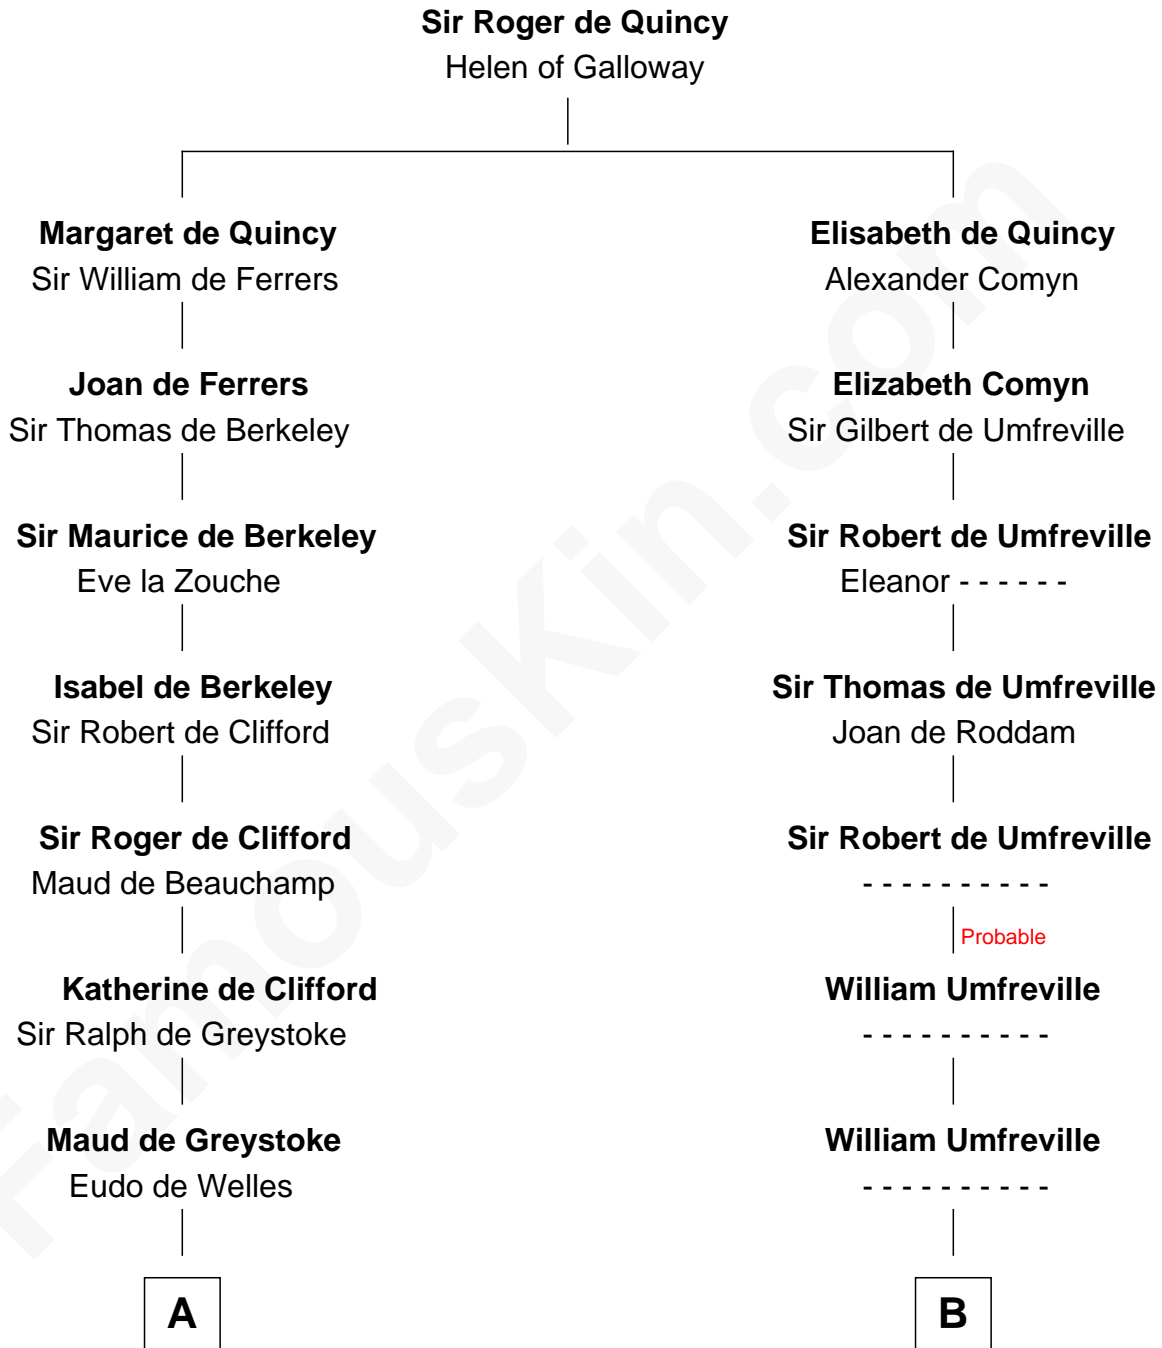 Sir Roger de Quincy
Helen of Galloway
Margaret de Quincy
Sir William de Ferrers
Elisabeth de Quincy
Alexander Comyn
Joan de Ferrers
Sir Thomas de Berkeley
Elizabeth Comyn
Sir Gilbert de Umfreville
Sir Maurice de Berkeley
Eve la Zouche
Sir Robert de Umfreville
Eleanor - - - - - -
Isabel de Berkeley
Sir Robert de Clifford
Sir Thomas de Umfreville
Joan de Roddam
Sir Roger de Clifford
Maud de Beauchamp
Sir Robert de Umfreville
- - - - - - - - - -
Probable
Katherine de Clifford
Sir Ralph de Greystoke
William Umfreville
- - - - - - - - - -
Maud de Greystoke
Eudo de Welles
William Umfreville
- - - - - - - - - -
A
B
FamousKin.com